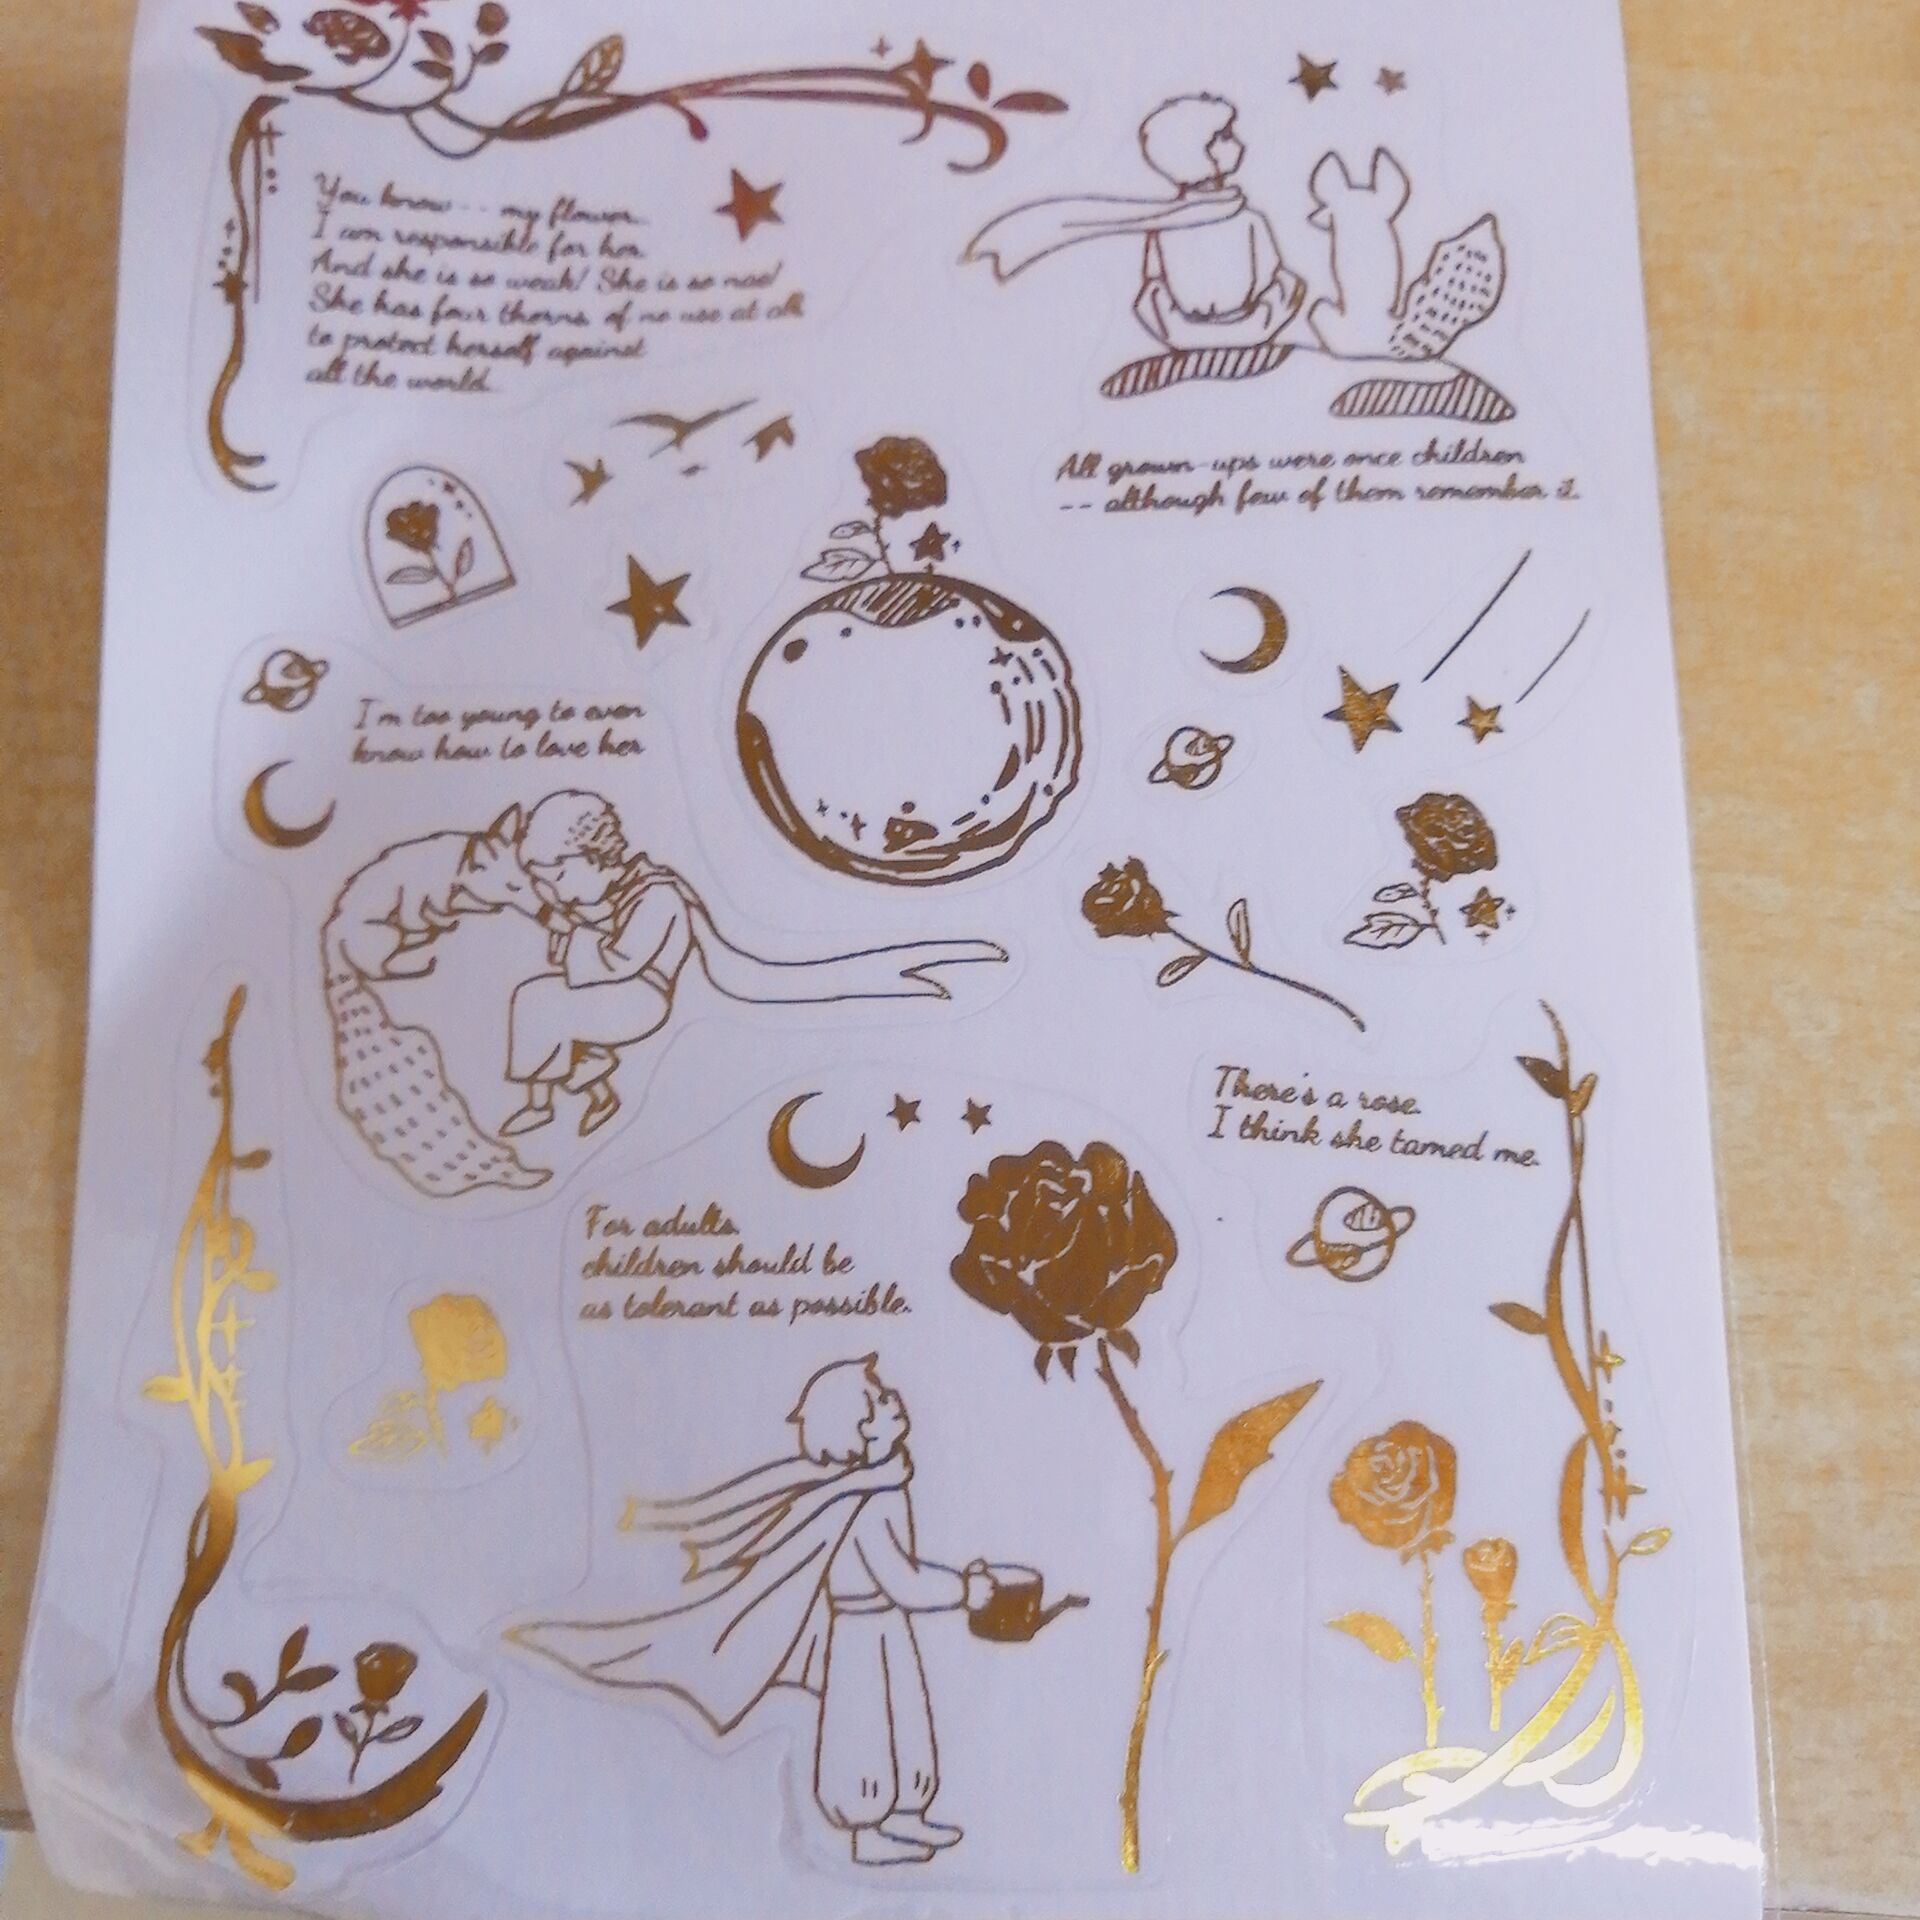 You know -- my flower...
I am responsible for her.
And she is so weak! She is so nae!
She has four thorns, of no use at all,
to protect herself against
all the world...
All grown-ups were once children
-- although few of them remember it.
I'm too young to even
know how to love her
There's a rose.
I think she tamed me.
For adults,
children should be
as tolerant as possible.